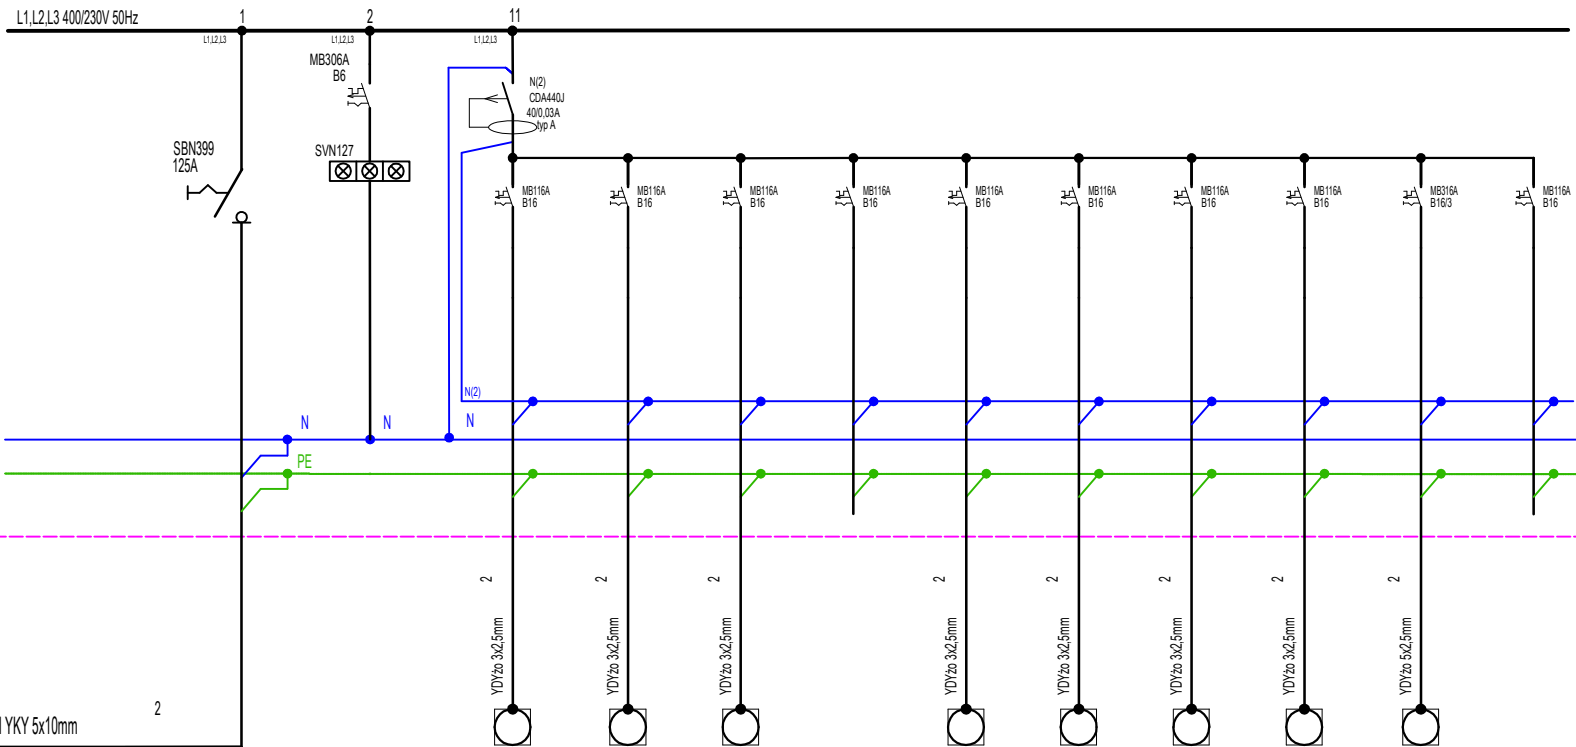 L1,L2,L3 400/230V 50Hz
1
2
11
L1,L2,L3
L1,L2,L3
L1,L2,L3
MB306A
B6
N(2)
CDA440J
40/0,03A
typ A
SBN399
125A
SVN127
MB116A
B16
MB116A
B16
MB116A
B16
MB116A
B16
MB116A
B16
MB116A
B16
MB116A
B16
MB116A
B16
MB316A
B16/3
MB116A
B16
N(2)
N
N
N
PE
2
2
2
2
2
2
2
2
YDYżo 3x2,5mm
YDYżo 3x2,5mm
YDYżo 3x2,5mm
YDYżo 3x2,5mm
YDYżo 3x2,5mm
YDYżo 3x2,5mm
YDYżo 3x2,5mm
YDYżo 5x2,5mm
2
YKY 5x10mm